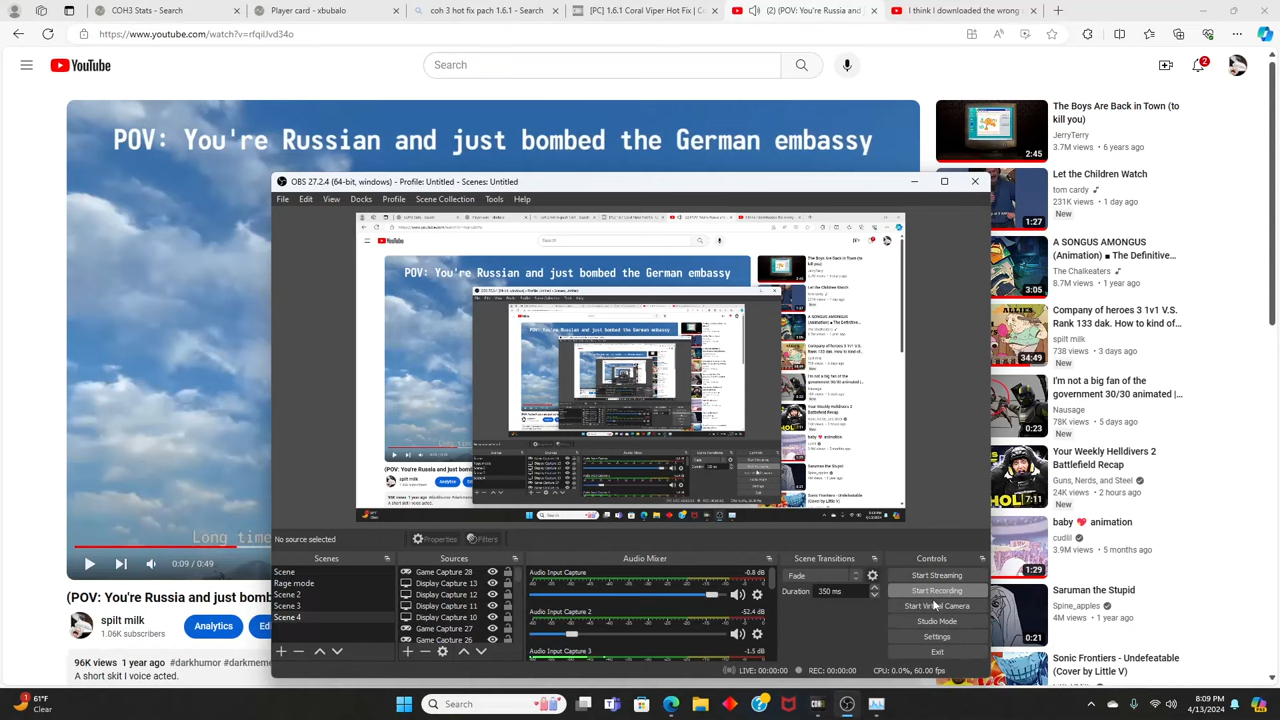 COH3 Stats - Search
Player card - xbubalo
coh 3 hot fix pach 1.6.1 - Search
[PC] 1.6.1 Coral Viper Hot Fix | C
(2) (POV: You're Russian and
I downloaded the wrong
https://www.youtube.com/watch?v=rfqiIJvd34o
YouTube
Search
2
POV: You're Russian and just bombed the German embassy
Long time
0:09 / 0:49
(POV: You're Russia and just bomb
spilt milk
1.06K subscribers
Analytics
Ed
96K views 1 year ago #darkhumor #darkmeme
A short skit I voice acted.
OBS 27.2.4 (64-bit, windows) - Profile: Untitled - Scenes: Untitled
File Edit View Docks Profile Scene Collection Tools Help
POV: You're Russian and just bombed the German embassy
No source selected
Properties
Filters
Scenes
Scene
Rage mode
Scene 2
Scene 3
Scene 4
Sources
Game Capture 28
Display Capture 13
Display Capture 12
Display Capture 11
Display Capture 10
Game Capture 27
Game Capture 26
Audio Mixer
Audio Input Capture
-0.8 dB
Audio Input Capture 2
-52.4 dB
Audio Input Capture 3
-1.5 dB
Scene Transitions
Fade
Duration 350 ms
Controls
Start Streaming
Start Recording
Start Virtual Camera
Studio Mode
Settings
Exit
LIVE: 00:00:00
REC: 00:00:00
CPU: 0.0%, 60.00 fps
The Boys Are Back in Town (to
kill you)
JerryTerry
3.7M views • 6 years ago
2:45
Let the Children Watch
tom cardy
231K views • 1 day ago
New
1:27
A SONGUS AMONGUS
(Animation) ■ The Definitive...
The Chalkeaters
8.7M views • 1 year ago
3:05
ALLIES
Company of heroes 3 1v1 V.S.
Rank 133 dak. How to kind of...
spilt milk
738 views • 3 days ago
New
34:49
I'm not a big fan of the
government 30/30 animated |...
Nausage
78K views • 5 days ago
New
0:23
Your Weekly Helldivers 2
Battlefield Recap
Guns, Nerds, and Steel
24K views • 2 hours ago
New
HOL
7:11
baby 💖 animation
cudlil
3.9M views • 5 months ago
1:29
Saruman the Stupid
Spine_apples
4M views • 1 year ago
0:21
Sonic Frontiers - Undefeatable
(Cover by Little V)
1
61°F
Clear
Search
8:09 PM
4/13/2024